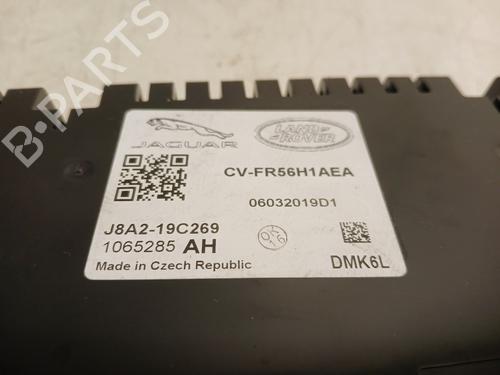 B-PARTS
JAGUAR
LAND ROVER
CV-FR56H1AEA
06032019D1
J8A2-19C269
1065285 AH
Made in Czech Republic
DMK6L